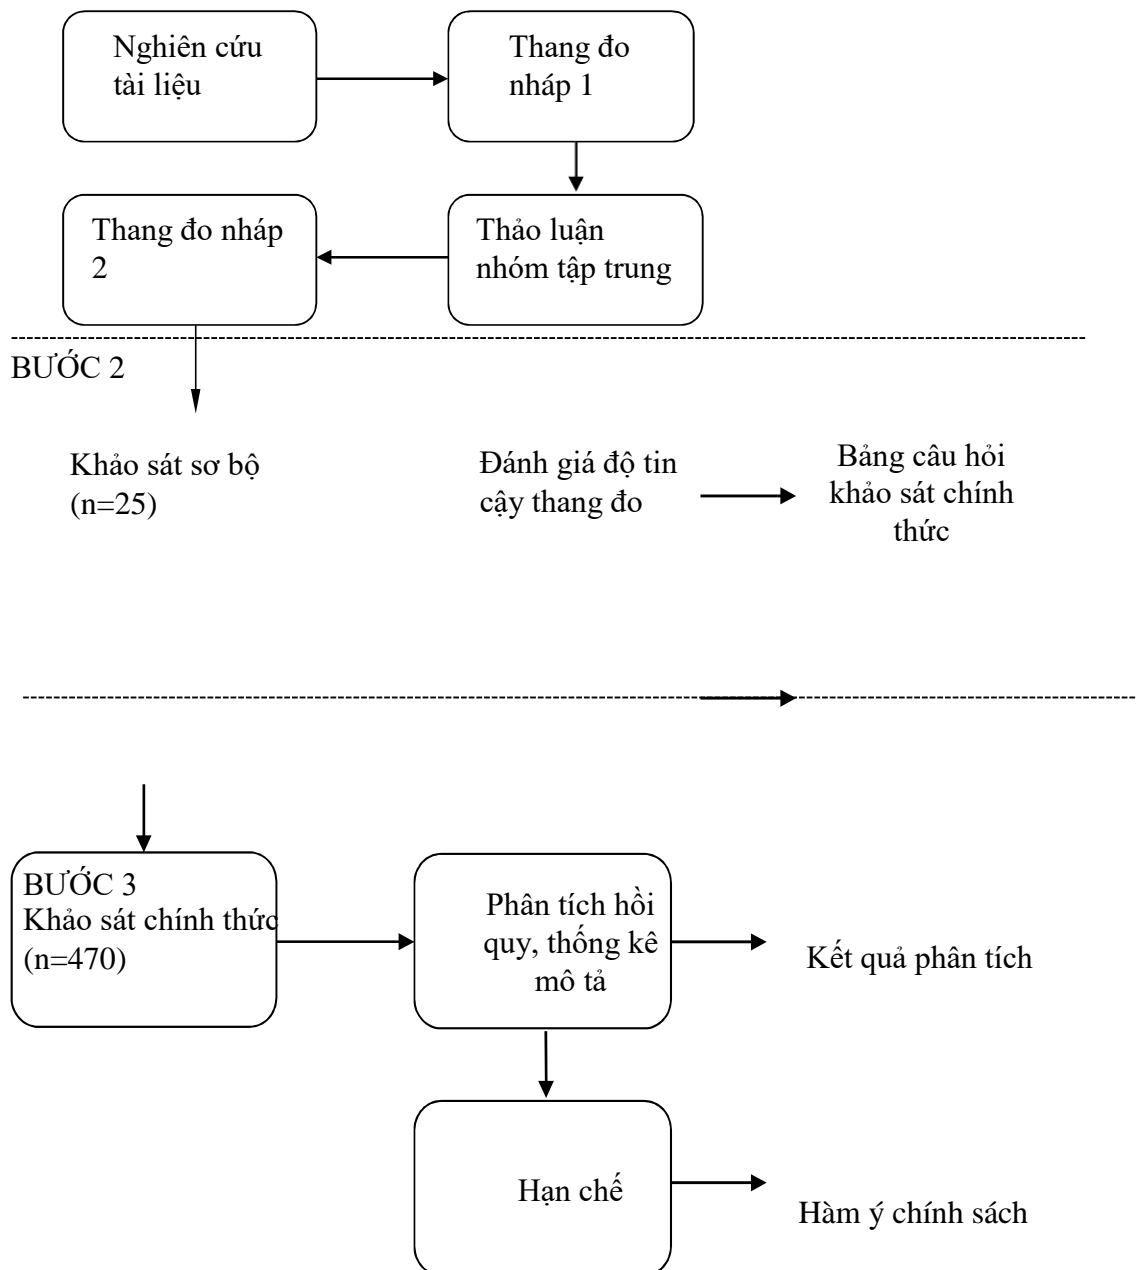 Nghiên cứu
tài liệu
Thang đo
nháp 1
Thang đo nháp
2
Thảo luận
nhóm tập trung
BƯỚC 2
Khảo sát sơ bộ
(n=25)
Đánh giá độ tin
cậy thang đo
Bảng câu hỏi
khảo sát chính
thức
BƯỚC 3
Khảo sát chính thức
(n=470)
Phân tích hồi
quy, thống kê
mô tả
Kết quả phân tích
Hạn chế
Hàm ý chính sách